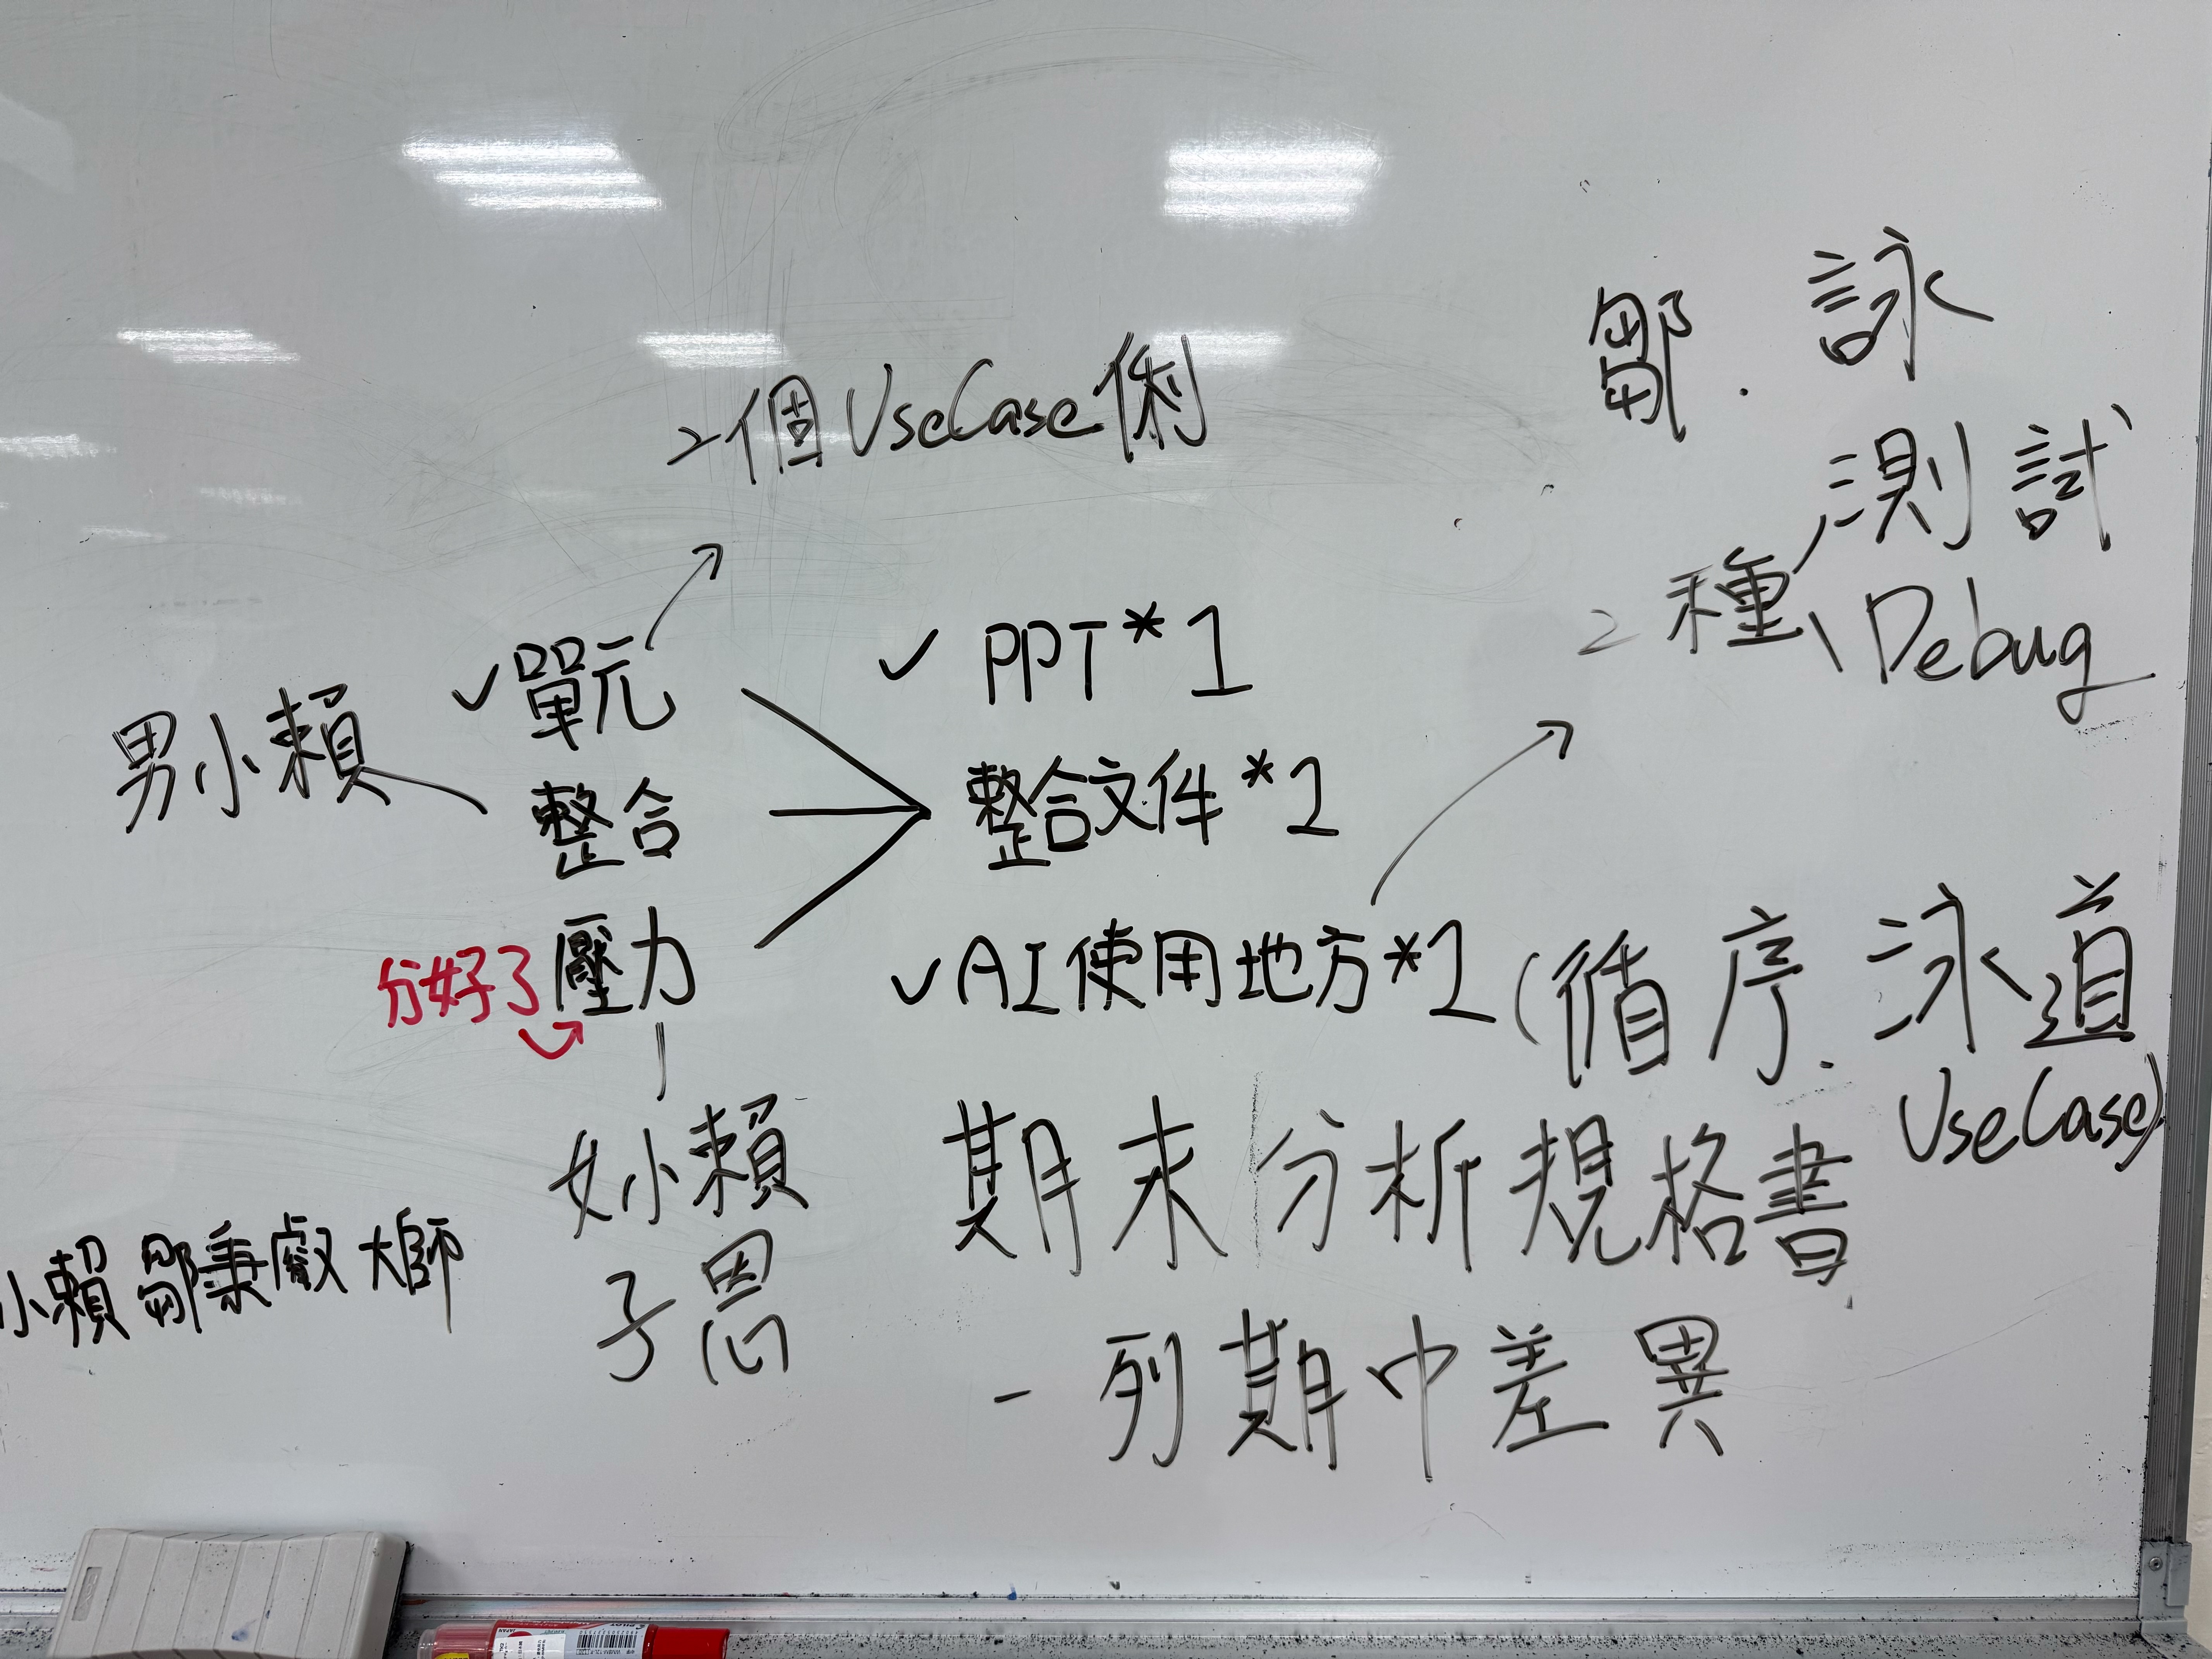 鄒.詠
2個UseCase俐
測試
2種
Debug
✓單元
✓ PPT*1
男小賴
整合
整合文件*2
分好了
壓力
✓AI使用地方*1(循序.泳道
UseCase)
女小賴
子恩
期末分析規格書
小賴 鄒秉叡 大師
- 列期中差異